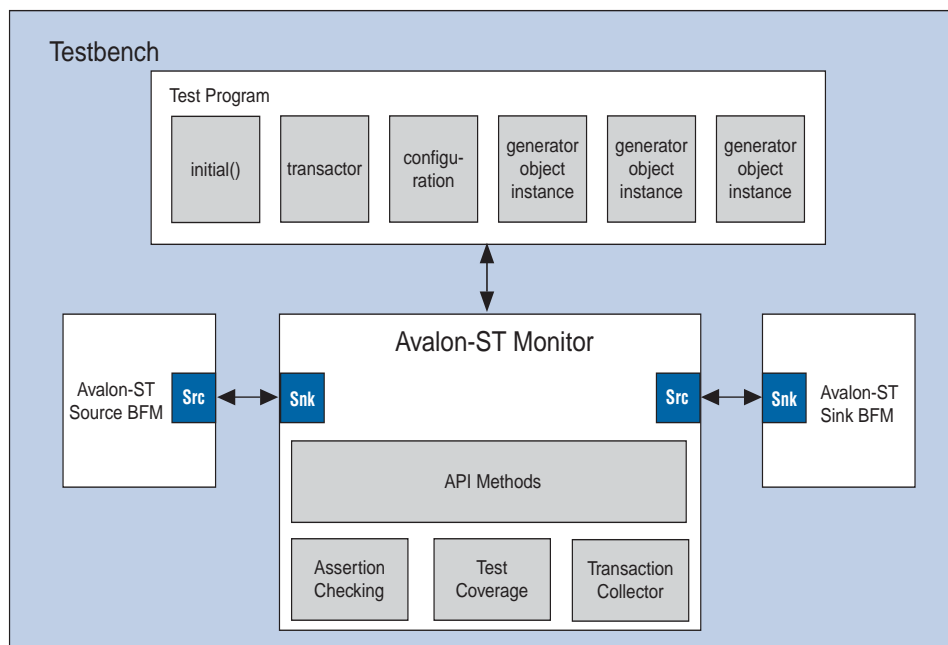 Testbench
Test Program
initial()
transactor
configu-
ration
generator
object
instance
generator
object
instance
generator
object
instance
Avalon-ST
Source BFM
Src
Snk
Avalon-ST Monitor
Src
Snk
Avalon-ST
Sink BFM
API Methods
Assertion
Checking
Test
Coverage
Transaction
Collector